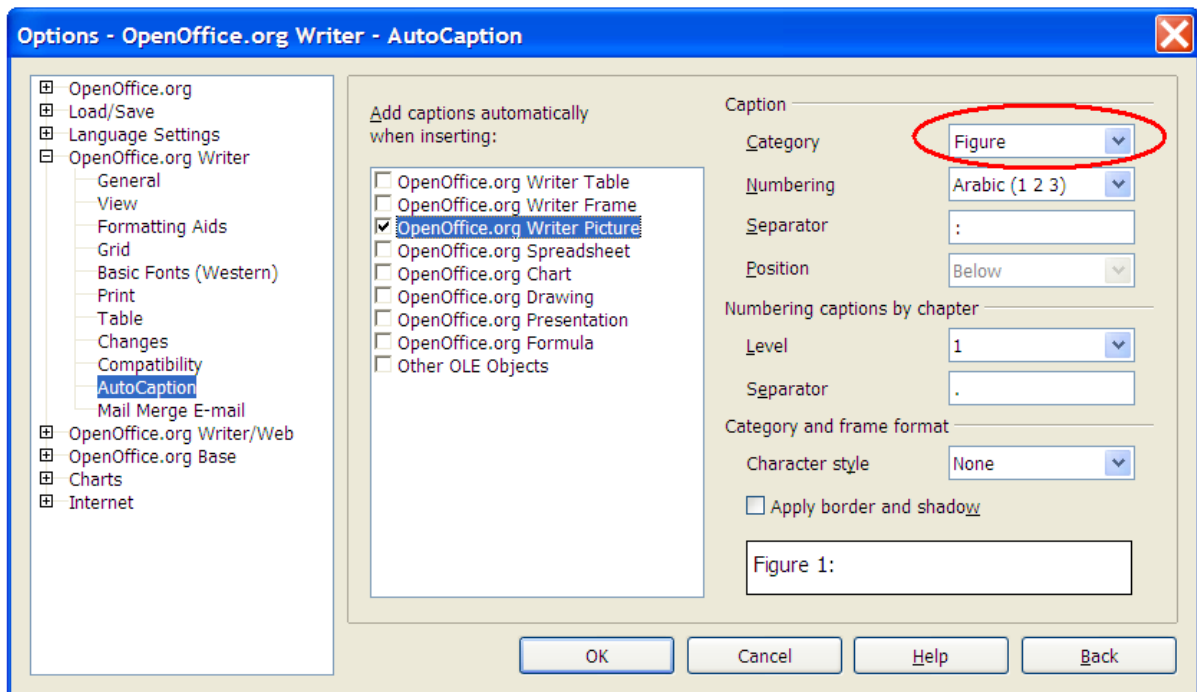 Options - OpenOffice.org Writer - AutoCaption
OpenOffice.org
Load/Save
Language Settings
OpenOffice.org Writer
General
View
Formatting Aids
Grid
Basic Fonts (Western)
Print
Table
Changes
Compatibility
AutoCaption
Mail Merge E-mail
OpenOffice.org Writer/Web
OpenOffice.org Base
Charts
Internet
Add captions automatically
when inserting:
OpenOffice.org Writer Table
OpenOffice.org Writer Frame
OpenOffice.org Writer Picture
OpenOffice.org Spreadsheet
OpenOffice.org Chart
OpenOffice.org Drawing
OpenOffice.org Presentation
OpenOffice.org Formula
Other OLE Objects
Caption
Category Figure
Numbering Arabic (1 2 3)
Separator :
Position Below
Numbering captions by chapter
Level 1
Separator .
Category and frame format
Character style None
Apply border and shadow
Figure 1:
OK Cancel Help Back